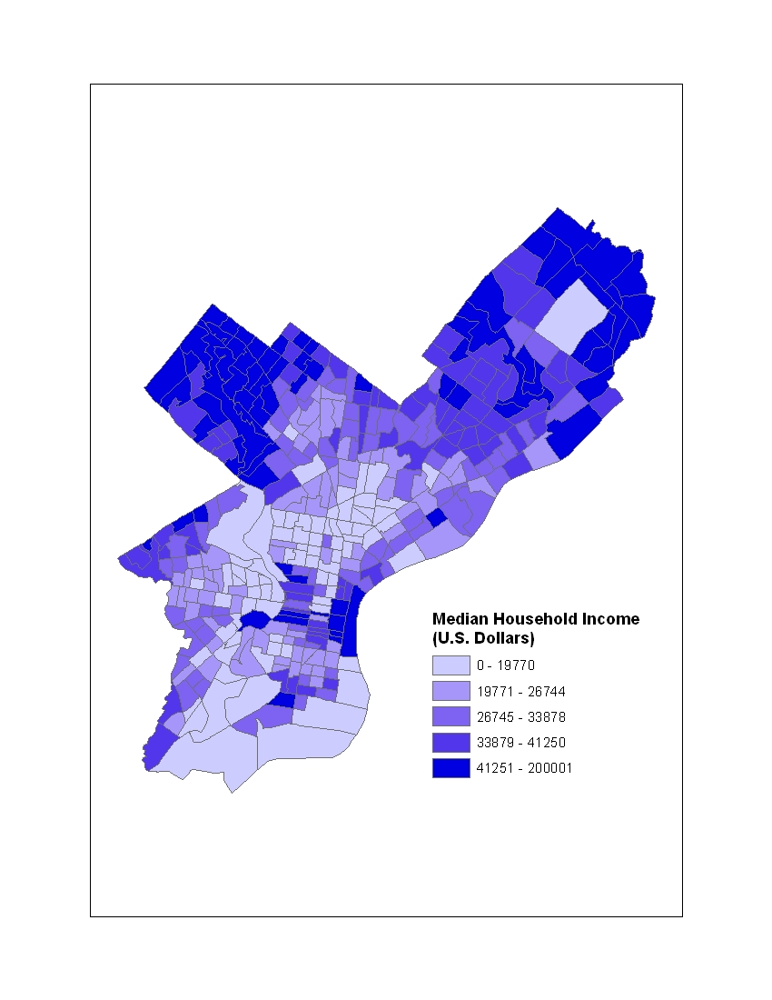 Median Household Income
(U.S. Dollars)
0 - 19770
19771 - 26744
26745 - 33878
33879 - 41250
41251 - 200001